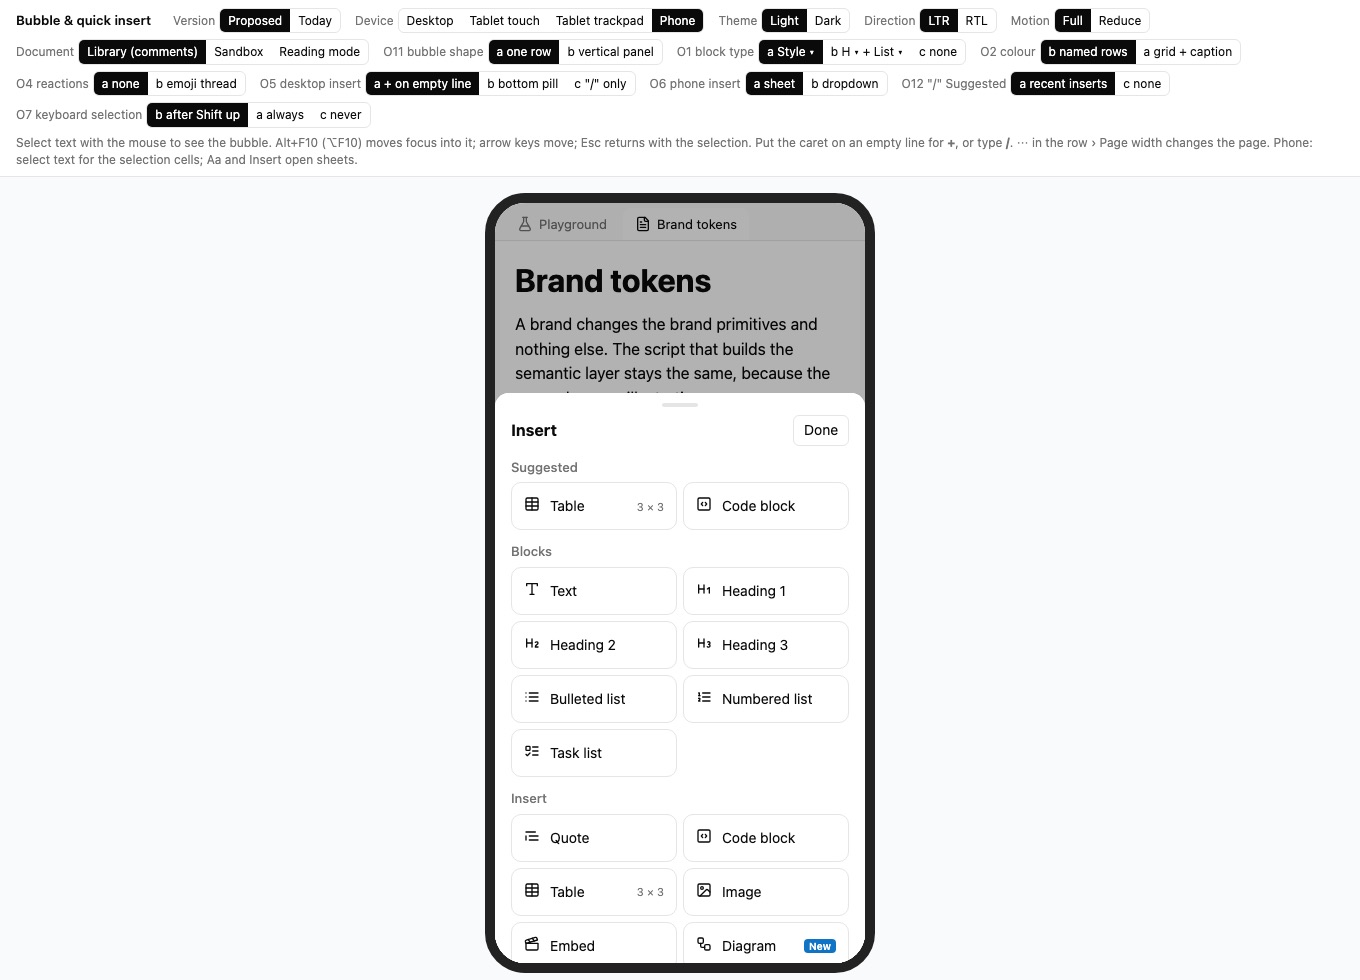 Bubble & quick insert Version Proposed Today Device Desktop Tablet touch Tablet trackpad Phone Theme Light Dark Direction LTR RTL Motion Full Reduce
Document Library (comments) Sandbox Reading mode O11 bubble shape a one row b vertical panel O1 block type a Style ▾ b H ▾ + List ▾ c none O2 colour b named rows a grid + caption
O4 reactions a none b emoji thread O5 desktop insert a + on empty line b bottom pill c "/" only O6 phone insert a sheet b dropdown O12 "/" Suggested a recent inserts c none
O7 keyboard selection b after Shift up a always c never
Select text with the mouse to see the bubble. Alt+F10 (⌥F10) moves focus into it; arrow keys move; Esc returns with the selection. Put the caret on an empty line for +, or type /. ⋯ in the row › Page width changes the page. Phone:
select text for the selection cells; Aa and Insert open sheets.
Playground Brand tokens
Brand tokens
A brand changes the brand primitives and
nothing else. The script that builds the
semantic layer stays the same, because the
Insert Done
Suggested
Table 3 × 3 Code block
Blocks
Text Heading 1
Heading 2 Heading 3
Bulleted list Numbered list
Task list
Insert
Quote Code block
Table 3 × 3 Image
Embed Diagram New